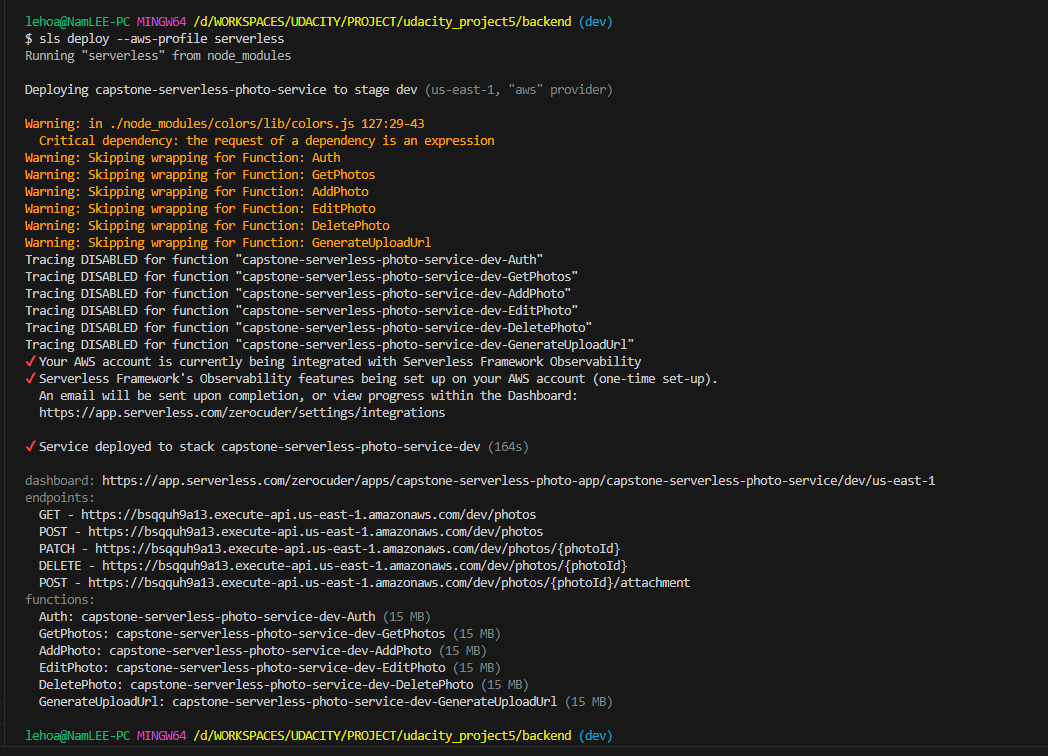 lehoa@NamLEE-PC MINGW64 /d/WORKSPACES/UDACITY/PROJECT/udacity_project5/backend (dev)
$ sls deploy --aws-profile serverless
Running "serverless" from node_modules
Deploying capstone-serverless-photo-service to stage dev (us-east-1, "aws" provider)
Warning: in ./node_modules/colors/lib/colors.js 127:29-43
Critical dependency: the request of a dependency is an expression
Warning: Skipping wrapping for Function: Auth
Warning: Skipping wrapping for Function: GetPhotos
Warning: Skipping wrapping for Function: AddPhoto
Warning: Skipping wrapping for Function: EditPhoto
Warning: Skipping wrapping for Function: DeletePhoto
Warning: Skipping wrapping for Function: GenerateUploadUrl
Tracing DISABLED for function "capstone-serverless-photo-service-dev-Auth"
Tracing DISABLED for function "capstone-serverless-photo-service-dev-GetPhotos"
Tracing DISABLED for function "capstone-serverless-photo-service-dev-AddPhoto"
Tracing DISABLED for function "capstone-serverless-photo-service-dev-EditPhoto"
Tracing DISABLED for function "capstone-serverless-photo-service-dev-DeletePhoto"
Tracing DISABLED for function "capstone-serverless-photo-service-dev-GenerateUploadUrl"
✓ Your AWS account is currently being integrated with Serverless Framework Observability
✓ Serverless Framework's Observability features being set up on your AWS account (one-time set-up).
An email will be sent upon completion, or view progress within the Dashboard:
https://app.serverless.com/zerocuder/settings/integrations
✓ Service deployed to stack capstone-serverless-photo-service-dev (164s)
dashboard: https://app.serverless.com/zerocuder/apps/capstone-serverless-photo-app/capstone-serverless-photo-service/dev/us-east-1
endpoints:
GET - https://bsqquh9a13.execute-api.us-east-1.amazonaws.com/dev/photos
POST - https://bsqquh9a13.execute-api.us-east-1.amazonaws.com/dev/photos
PATCH - https://bsqquh9a13.execute-api.us-east-1.amazonaws.com/dev/photos/{photoId}
DELETE - https://bsqquh9a13.execute-api.us-east-1.amazonaws.com/dev/photos/{photoId}
POST - https://bsqquh9a13.execute-api.us-east-1.amazonaws.com/dev/photos/{photoId}/attachment
functions:
Auth: capstone-serverless-photo-service-dev-Auth (15 MB)
GetPhotos: capstone-serverless-photo-service-dev-GetPhotos (15 MB)
AddPhoto: capstone-serverless-photo-service-dev-AddPhoto (15 MB)
EditPhoto: capstone-serverless-photo-service-dev-EditPhoto (15 MB)
DeletePhoto: capstone-serverless-photo-service-dev-DeletePhoto (15 MB)
GenerateUploadUrl: capstone-serverless-photo-service-dev-GenerateUploadUrl (15 MB)
lehoa@NamLEE-PC MINGW64 /d/WORKSPACES/UDACITY/PROJECT/udacity_project5/backend (dev)